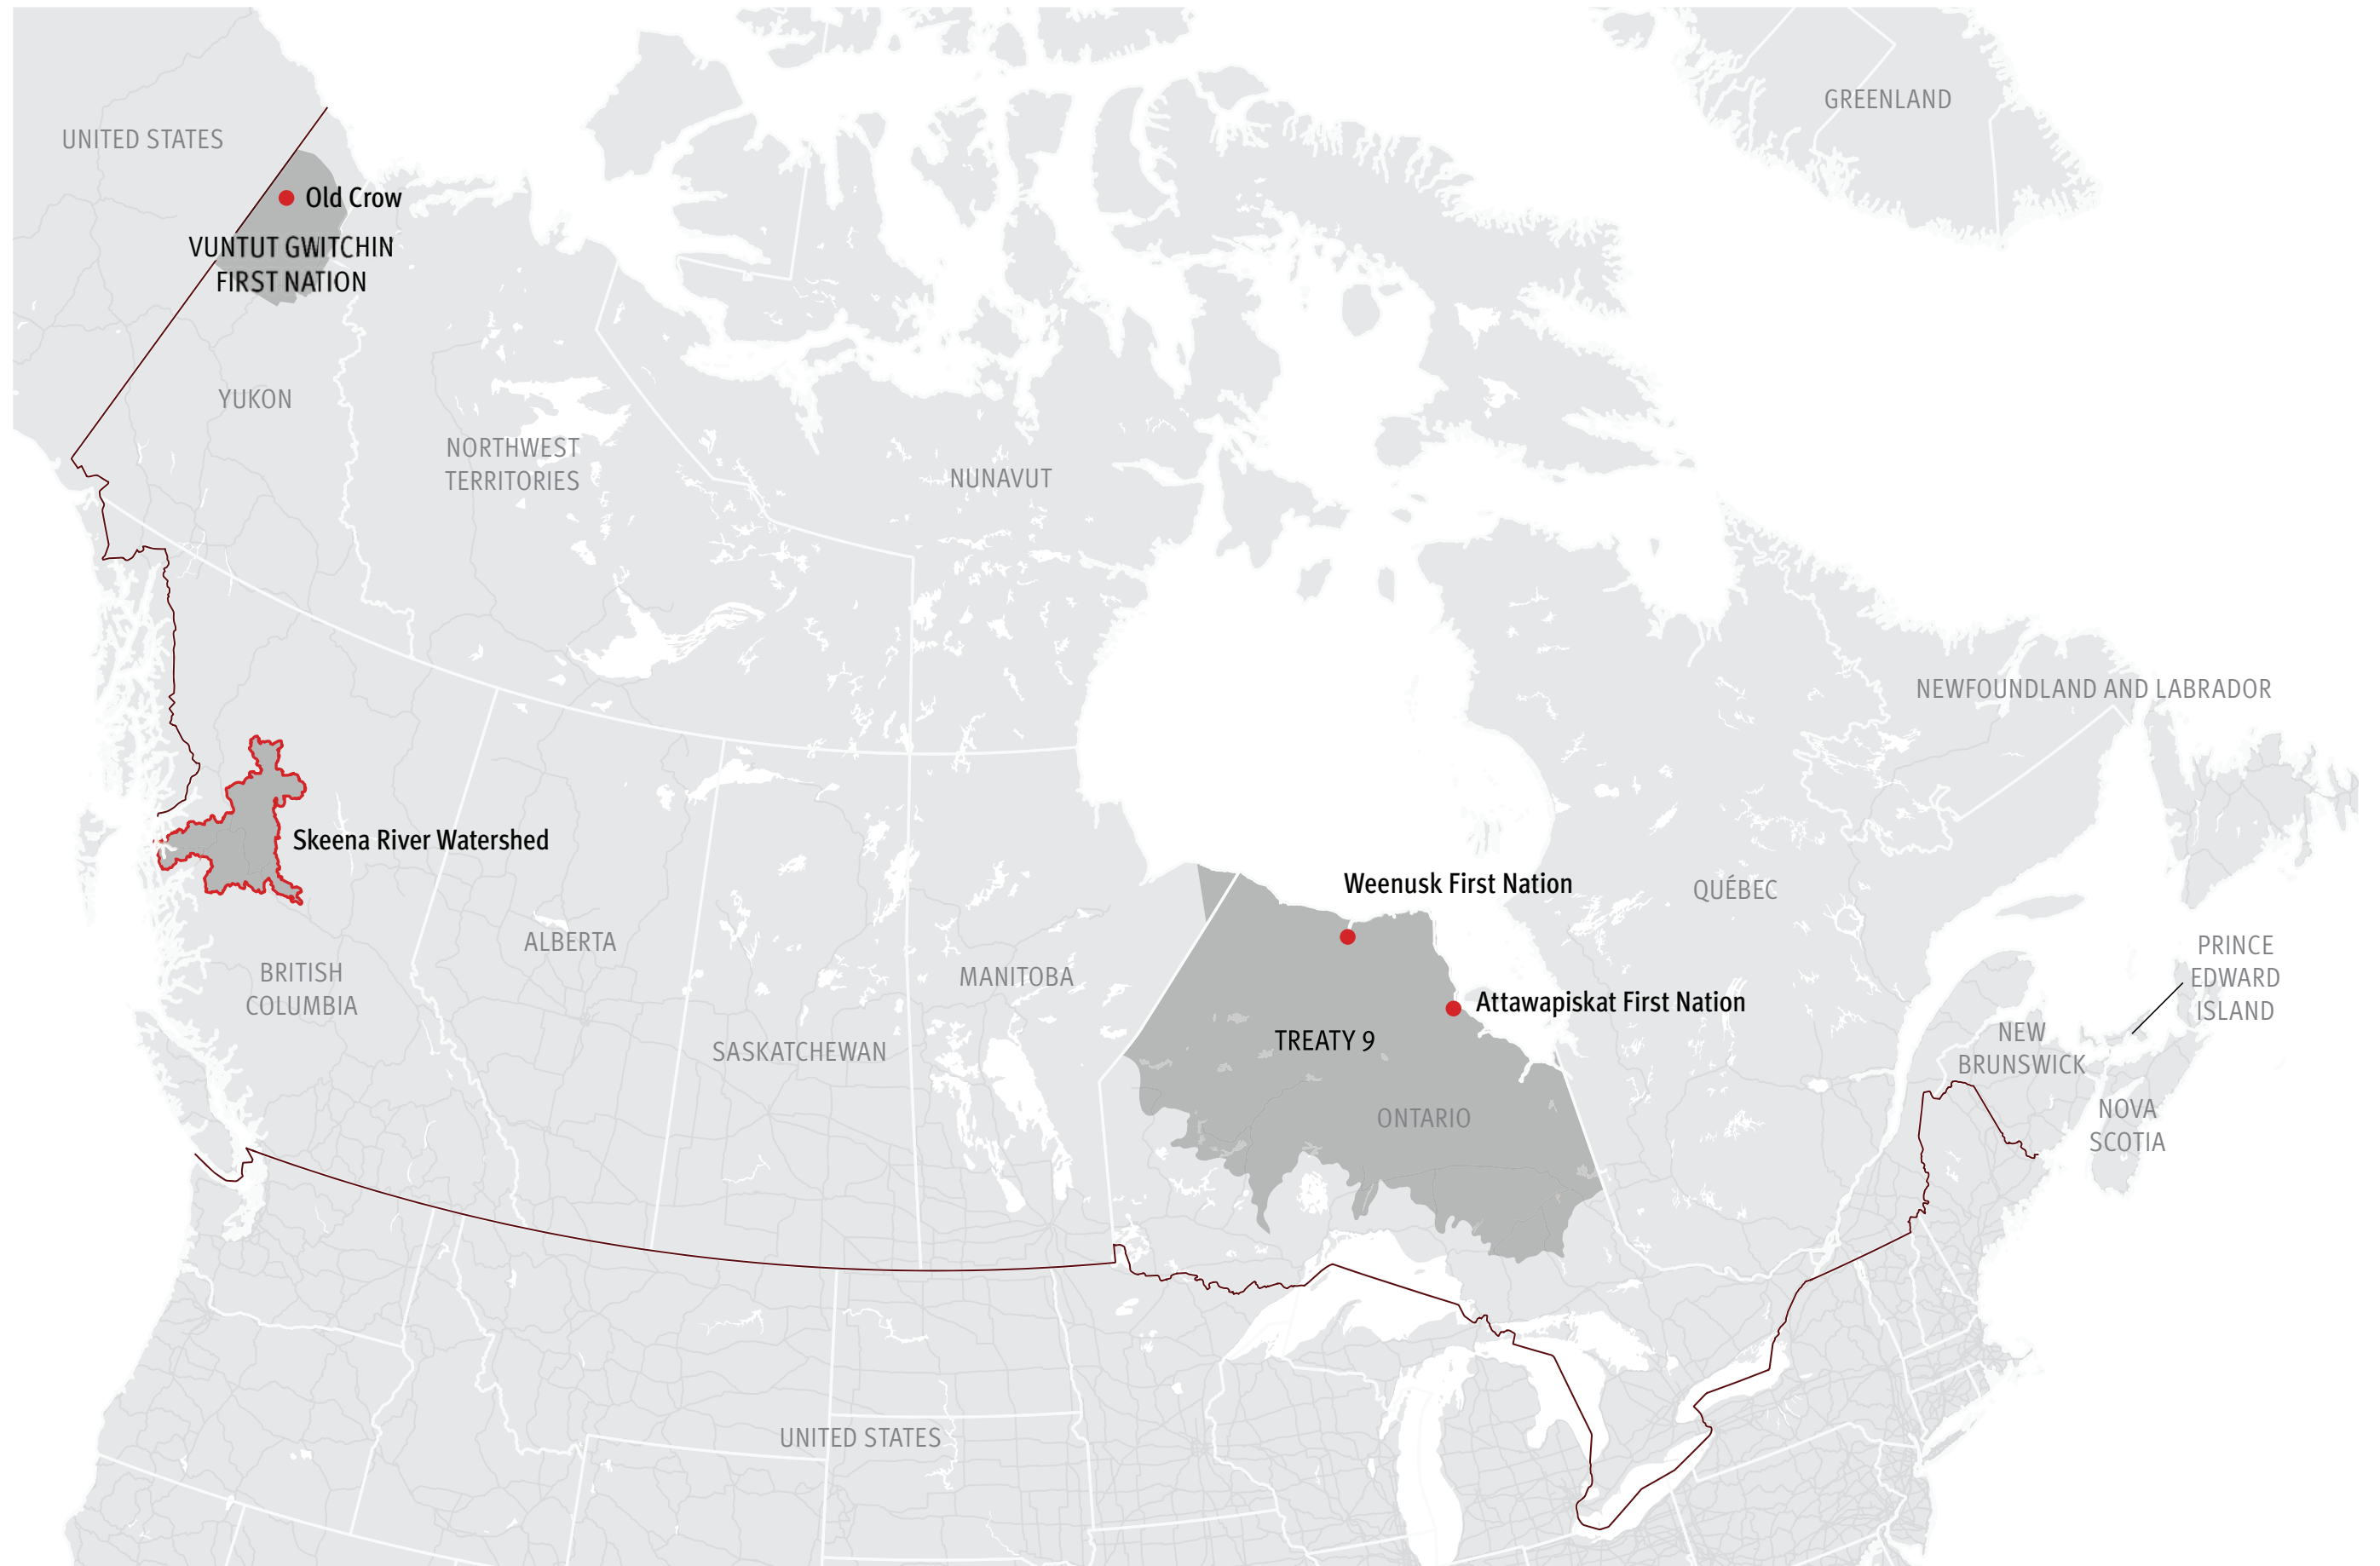 GREENLAND
UNITED STATES
Old Crow
VUNTUT GWITCHIN
FIRST NATION
YUKON
NORTHWEST
TERRITORIES
NUNAVUT
NEWFOUNDLAND AND LABRADOR
Skeena River Watershed
Weenusk First Nation
QUÉBEC
ALBERTA
BRITISH
COLUMBIA
MANITOBA
PRINCE
EDWARD
ISLAND
Attawapiskat First Nation
TREATY 9
SASKATCHEWAN
NEW
BRUNSWICK
ONTARIO
NOVA
SCOTIA
UNITED STATES